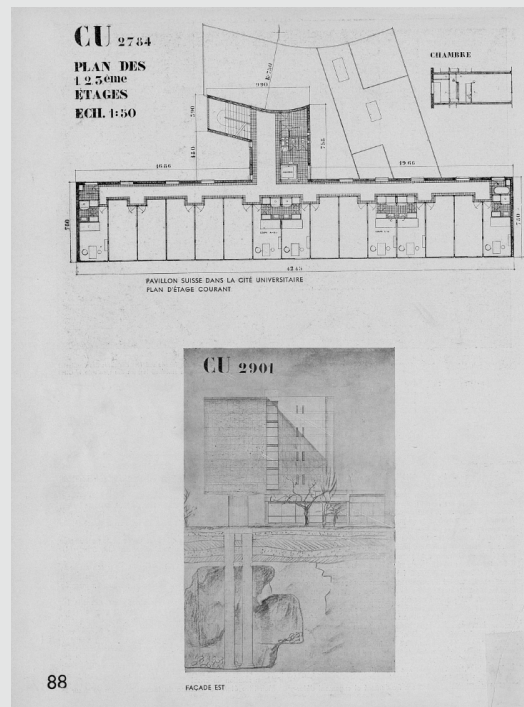 CU 2784
PLAN DES
1 2 3ème
ÉTAGES
ECH. 1:50
CHAMBRE
PAVILLON SUISSE DANS LA CITÉ UNIVERSITAIRE
PLAN D'ÉTAGE COURANT
CU 2901
88
FAÇADE EST